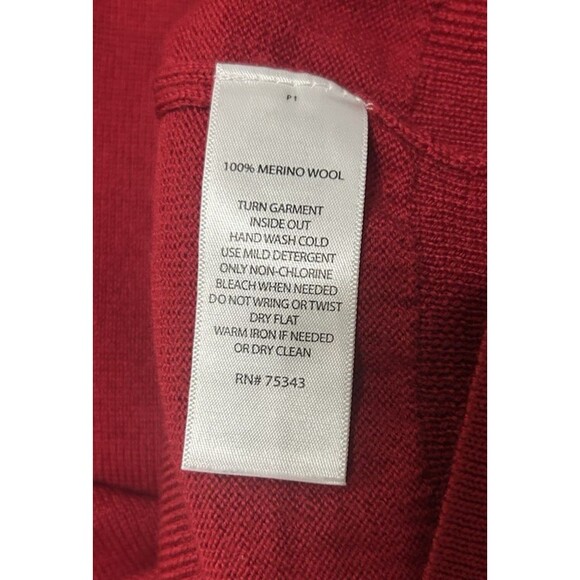 P1
100% MERINO WOOL
TURN GARMENT
INSIDE OUT
HAND WASH COLD
USE MILD DETERGENT
ONLY NON-CHLORINE
BLEACH WHEN NEEDED
DO NOT WRING OR TWIST
DRY FLAT
WARM IRON IF NEEDED
OR DRY CLEAN
RN# 75343